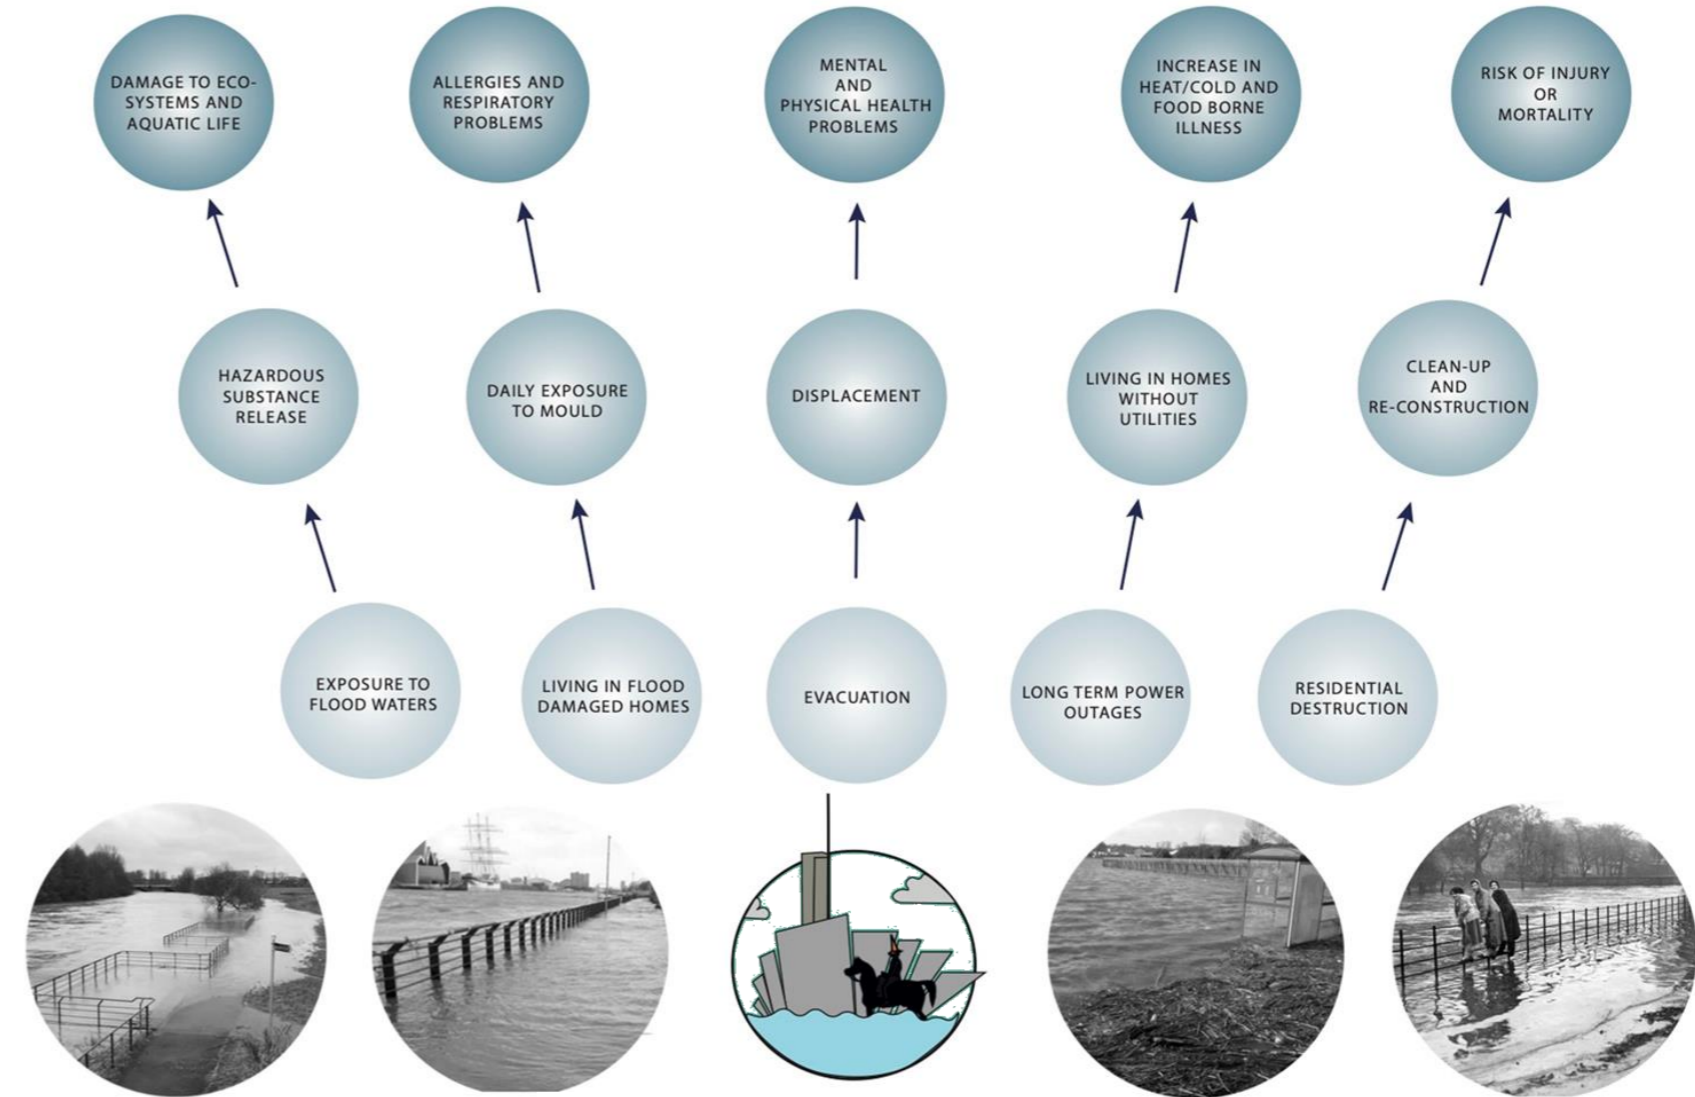 DAMAGE TO ECO-
SYSTEMS AND
AQUATIC LIFE
ALLERGIES AND
RESPIRATORY
PROBLEMS
MENTAL
AND
PHYSICAL HEALTH
PROBLEMS
INCREASE IN
HEAT/COLD AND
FOOD BORNE
ILLNESS
RISK OF INJURY
OR
MORTALITY
HAZARDOUS
SUBSTANCE
RELEASE
DAILY EXPOSURE
TO MOULD
DISPLACEMENT
LIVING IN HOMES
WITHOUT
UTILITIES
CLEAN-UP
AND
RE-CONSTRUCTION
EXPOSURE TO
FLOOD WATERS
LIVING IN FLOOD
DAMAGED HOMES
EVACUATION
LONG TERM POWER
OUTAGES
RESIDENTIAL
DESTRUCTION